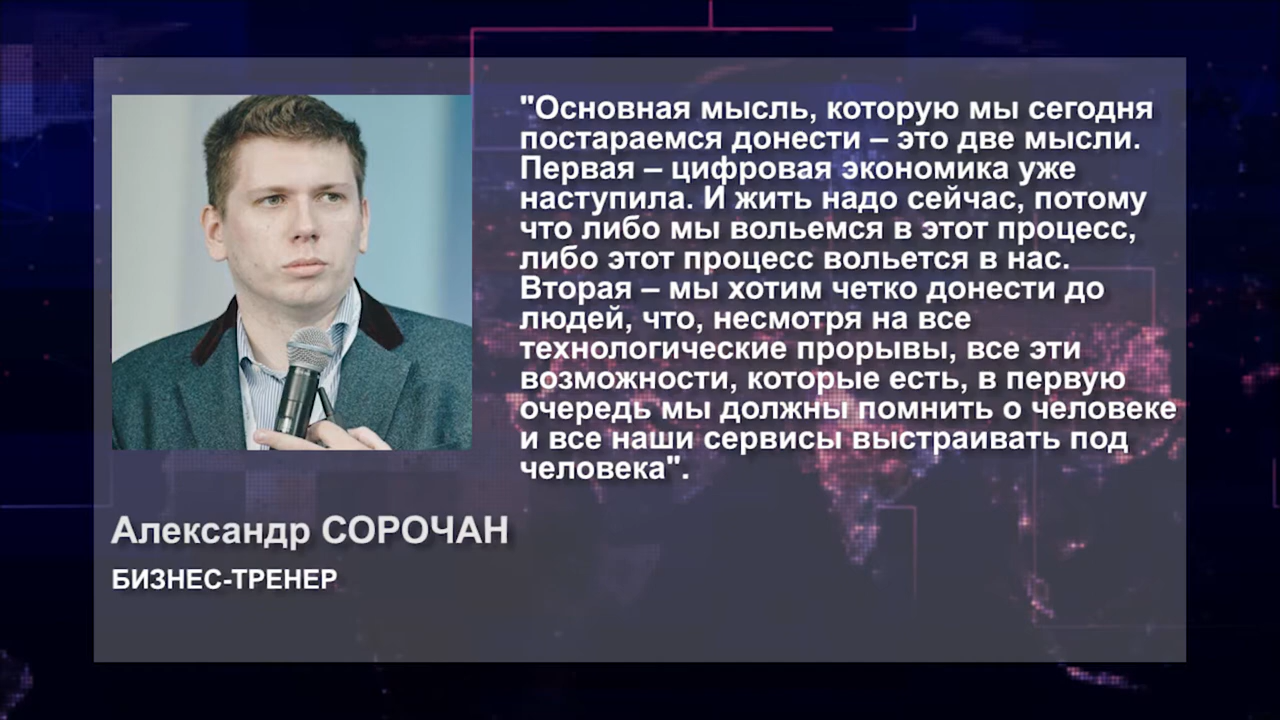 "Основная мысль, которую мы сегодня
постараемся донести – это две мысли.
Первая – цифровая экономика уже
наступила. И жить надо сейчас, потому
что либо мы вольемся в этот процесс,
либо этот процесс вольется в нас.
Вторая – мы хотим четко донести до
людей, что, несмотря на все
технологические прорывы, все эти
возможности, которые есть, в первую
очередь мы должны помнить о человеке
и все наши сервисы выстраивать под
человека".
Александр СОРОЧАН
БИЗНЕС-ТРЕНЕР